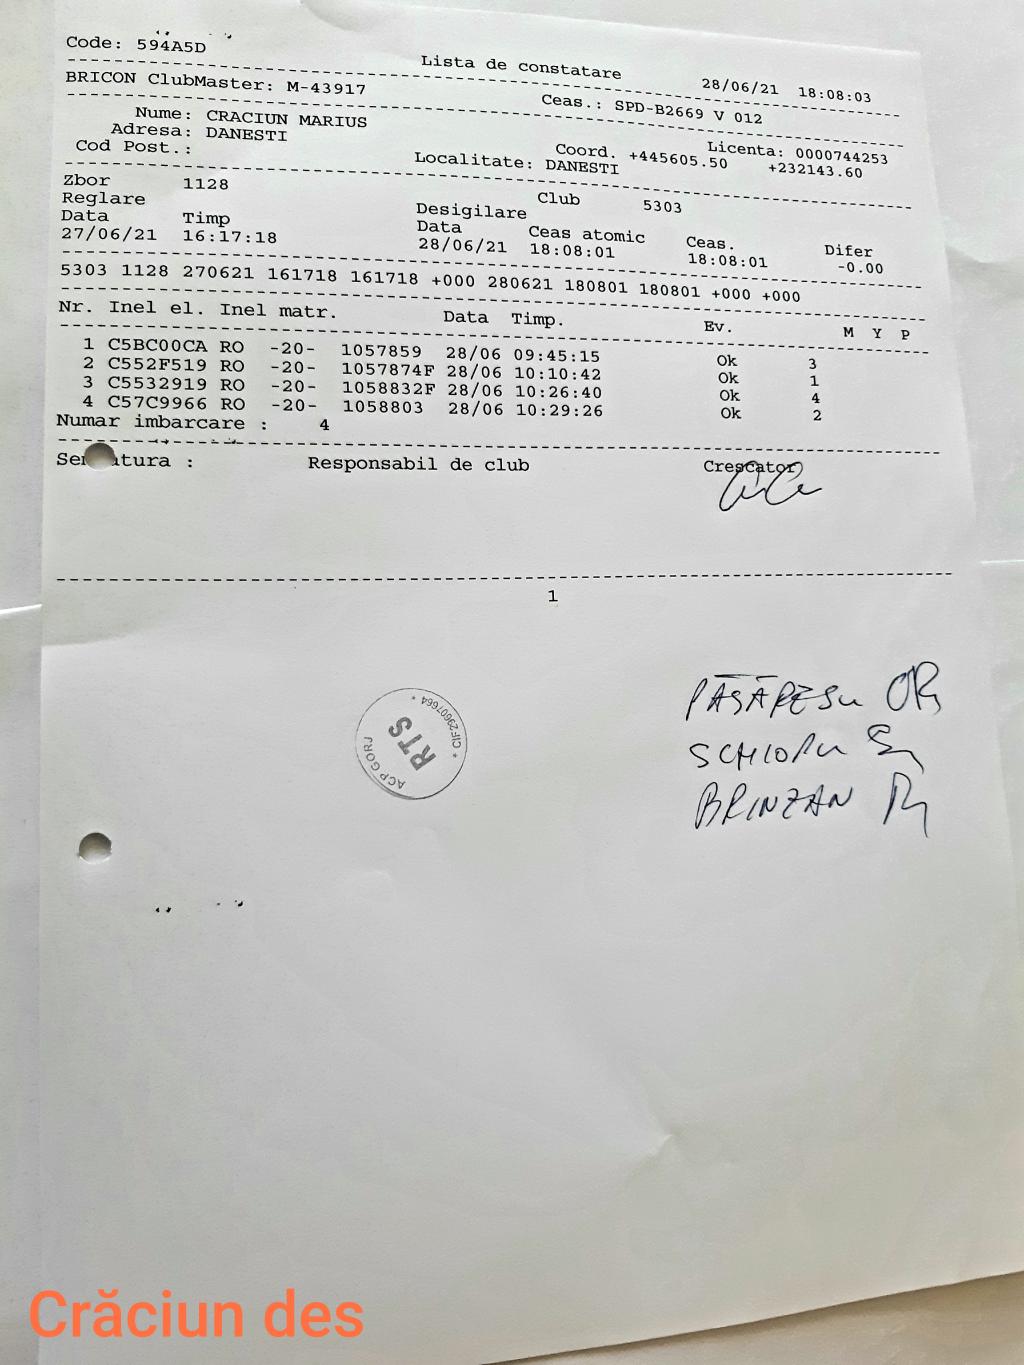 Code: 594A5D
Lista de constatare 28/06/21 18:08:03
BRICON ClubMaster: M-43917 Ceas.: SPD-B2669 V 012
Nume: CRACIUN MARIUS Licenta: 0000744253
Adresa: DANESTI Coord. +445605.50 +232143.60
Cod Post.: Localitate: DANESTI
Zbor 1128 Club 5303
Reglare Desigilare
Data Timp Data Ceas atomic Ceas. Difer
27/06/21 16:17:18 28/06/21 18:08:01 18:08:01 -0.00
5303 1128 270621 161718 161718 +000 280621 180801 180801 +000 +000
Nr. Inel el. Inel matr. Data Timp. Ev. M Y P
1 C5BC00CA RO -20- 1057859 28/06 09:45:15 Ok 3
2 C552F519 RO -20- 1057874F 28/06 10:10:42 Ok 1
3 C5532919 RO -20- 1058832F 28/06 10:26:40 Ok 4
4 C57C9966 RO -20- 1058803 28/06 10:29:26 Ok 2
Numar imbarcare : 4
Sem tura : Responsabil de club Crescator
1
PĂSĂRESCU
SCHIOPU
BRINZAN
ACP GORJ
RTS
* CIF29607664 *
Crăciun des